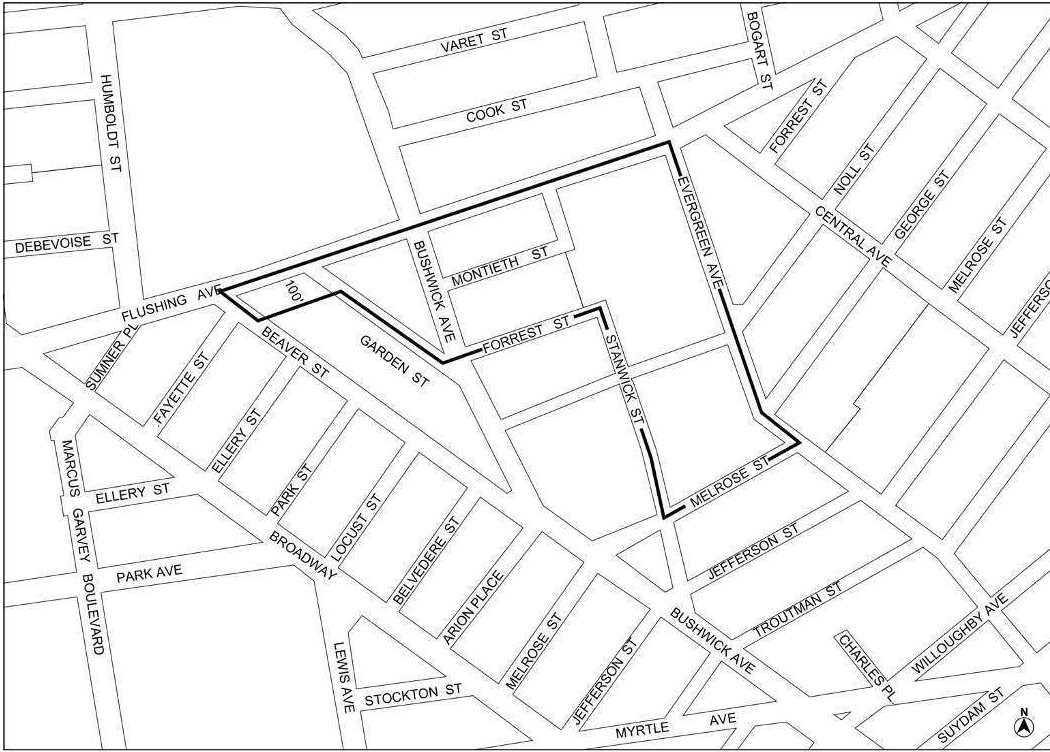 VARET ST
BOGART ST
HUMBOLDT ST
COOK ST
FORREST ST
NOLL ST
GEORGE ST
EVERGREEN AVE
CENTRAL AVE
MELROSE ST
DEBEVOISE ST
BUSHWICK AVE
MONTIETH ST
JEFFERSO
FLUSHING AVE
100'
SUMNER PL
FAYETTE ST
BEAVER ST
GARDEN ST
FORREST ST
STANWICK ST
ELLERY ST
MARCUS GARVEY BOULEVARD
ELLERY ST
PARK ST
LOCUST ST
MELROSE ST
BROADWAY
BELVEDERE ST
JEFFERSON ST
PARK AVE
ARION PLACE
TROUTMAN ST
WILLOUGHBY AVE
MELROSE ST
BUSHWICK AVE
CHARLES PL
LEWIS AVE
STOCKTON ST
JEFFERSON ST
MYRTLE AVE
SUYDAM ST
N